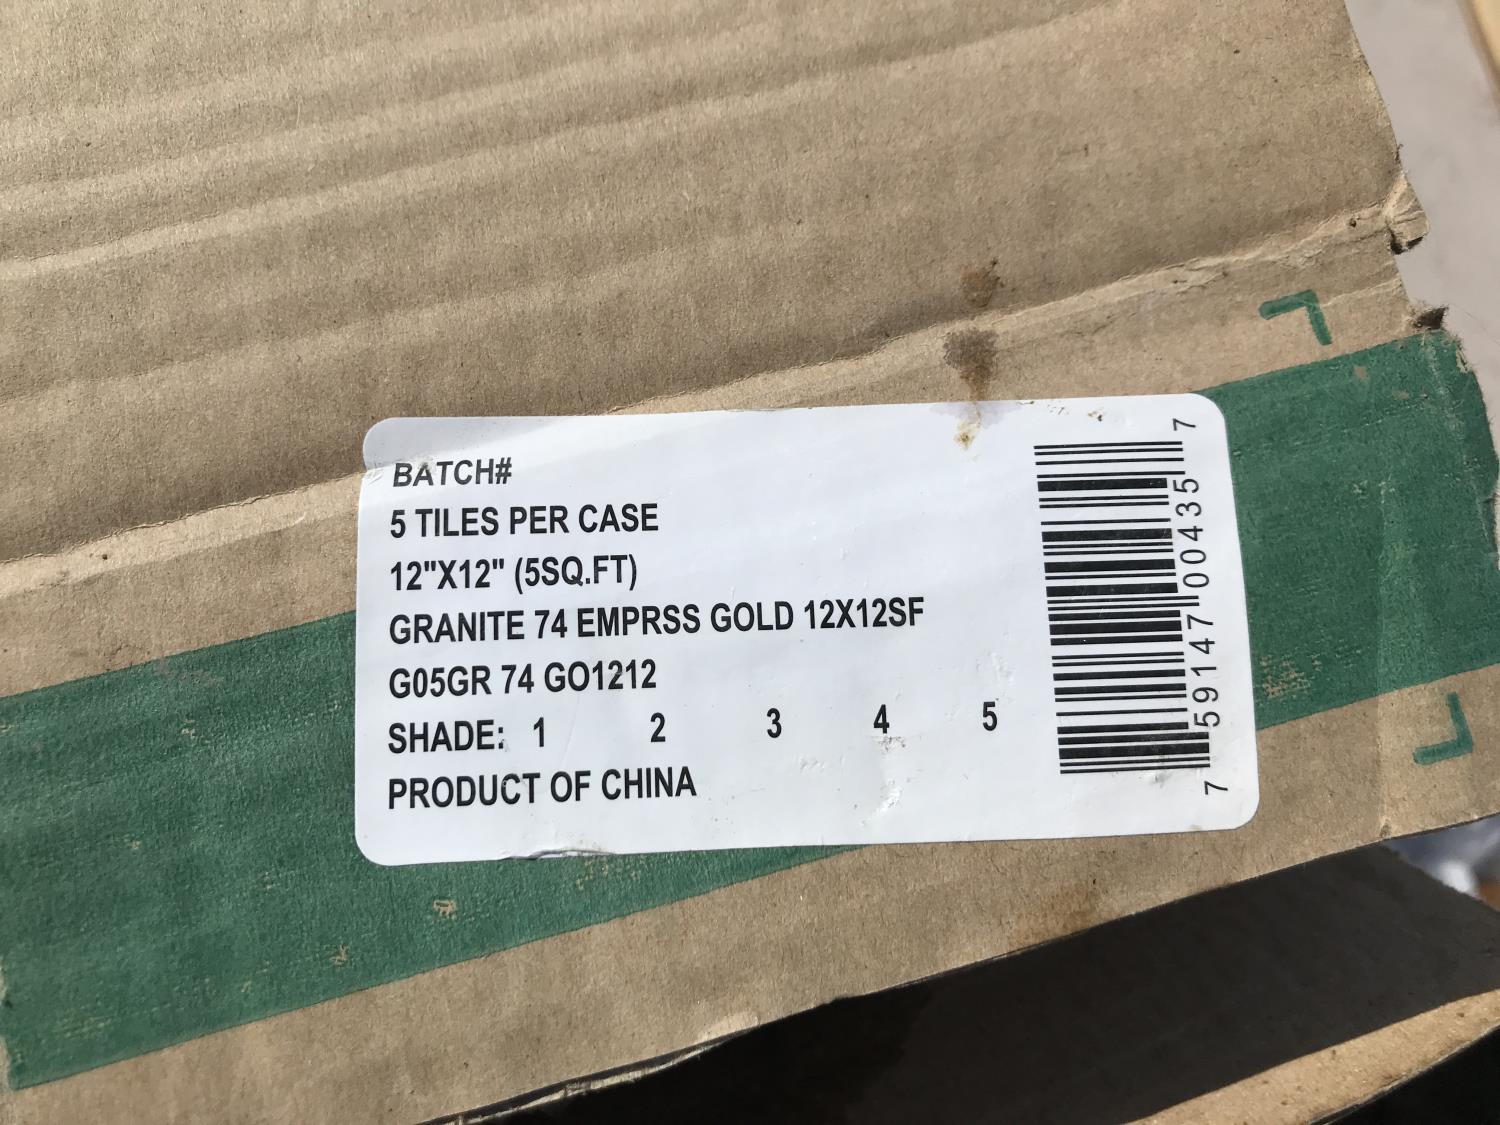 BATCH#
5 TILES PER CASE
12"X12" (5SQ.FT)
GRANITE 74 EMPRSS GOLD 12X12SF
G05GR 74 GO1212
SHADE: 1 2 3 4 5
PRODUCT OF CHINA
7 59147 00435 7